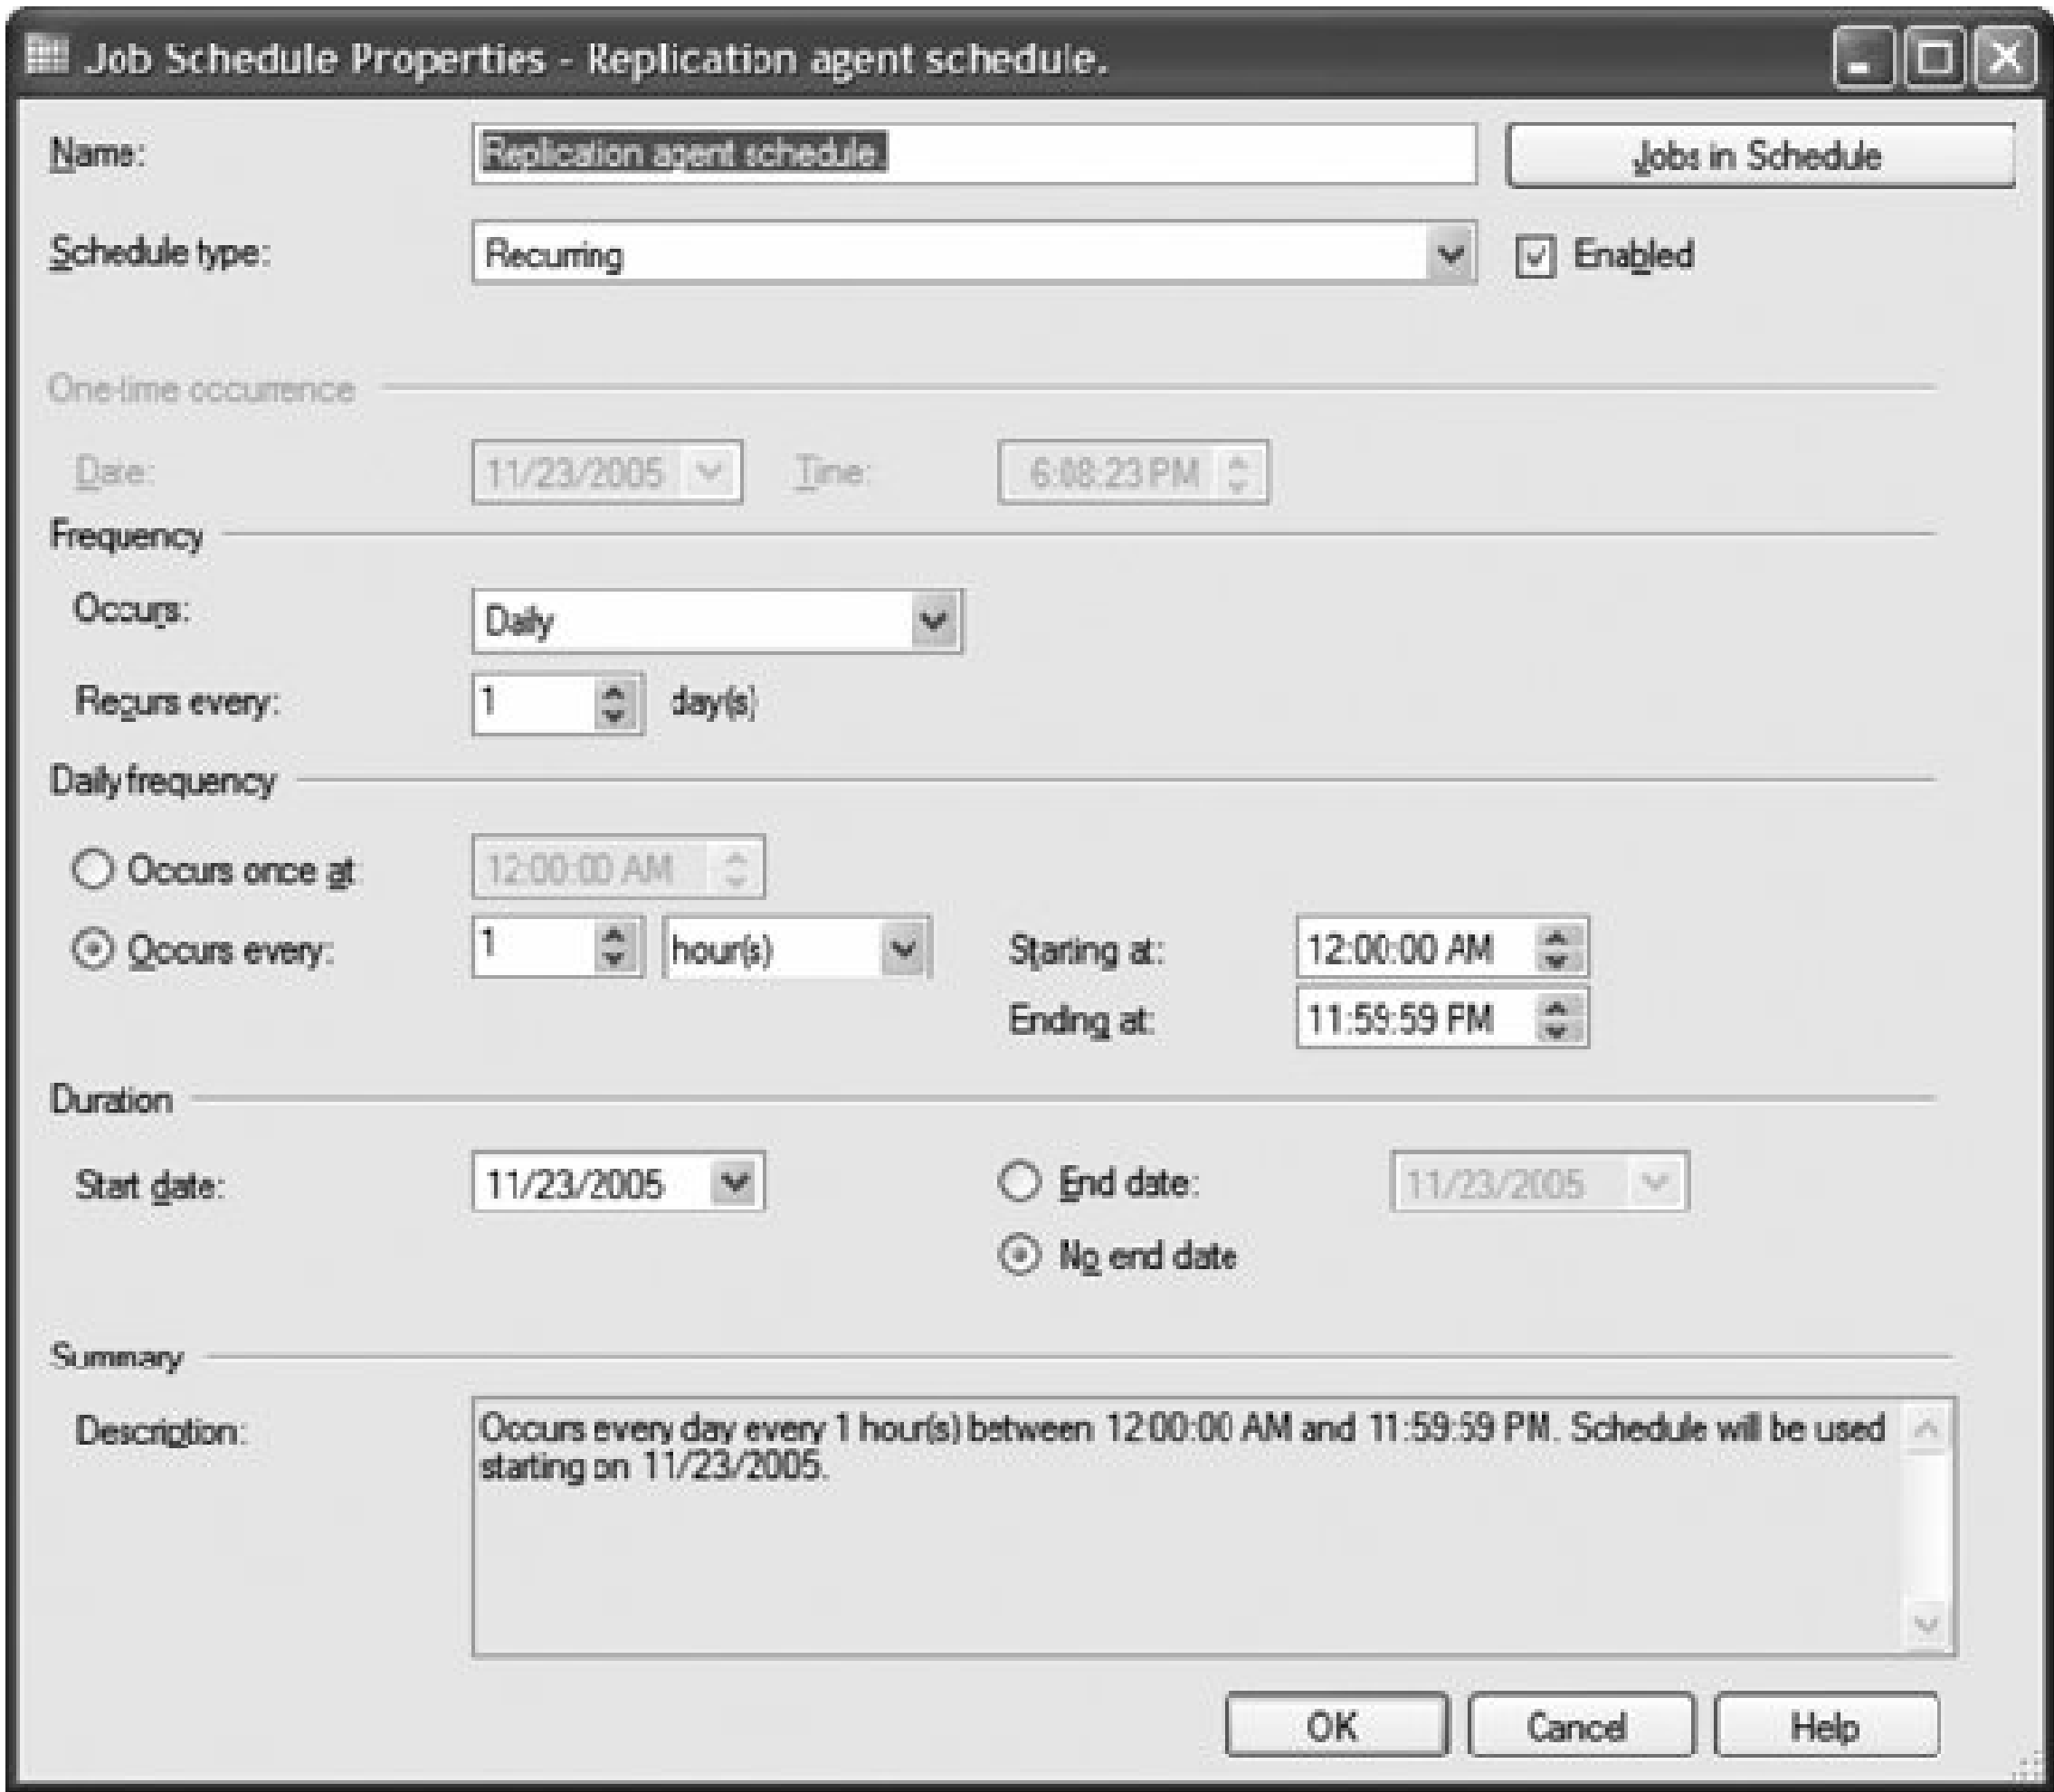 Job Schedule Properties - Replication agent schedule.
Name: Replication agent schedule. Jobs in Schedule
Schedule type: Recurring Enabled
One-time occurrence
Date: 11/23/2005 Time: 6:08:23 PM
Frequency
Occurs: Daily
Recurs every: 1 day(s)
Daily frequency
Occurs once at 12:00:00 AM
Occurs every: 1 hour(s) Starting at: 12:00:00 AM
Ending at: 11:59:59 PM
Duration
Start date: 11/23/2005 End date: 11/23/2005
No end date
Summary
Description: Occurs every day every 1 hour(s) between 12:00:00 AM and 11:59:59 PM. Schedule will be used
starting on 11/23/2005.
OK Cancel Help